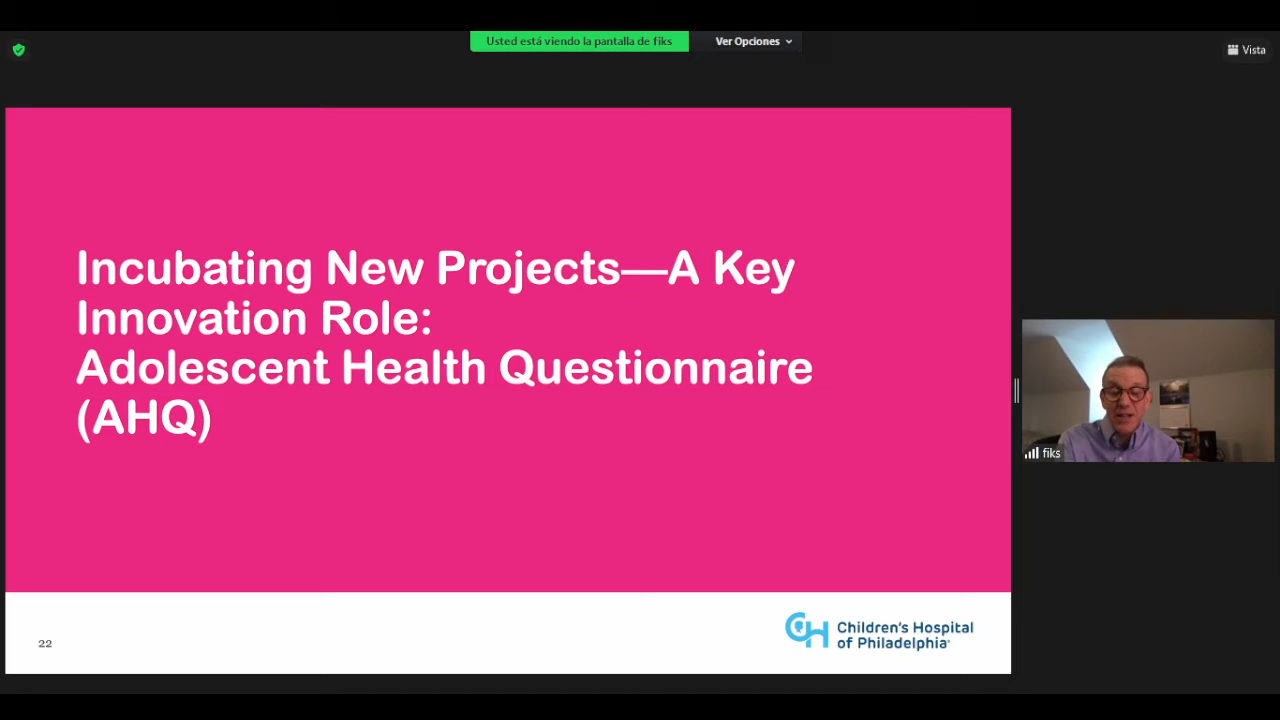 Usted está viendo la pantalla de fiks
Ver Opciones
Vista
Incubating New Projects—A Key
Innovation Role:
Adolescent Health Questionnaire
(AHQ)
fiks
22
Children's Hospital
of Philadelphia